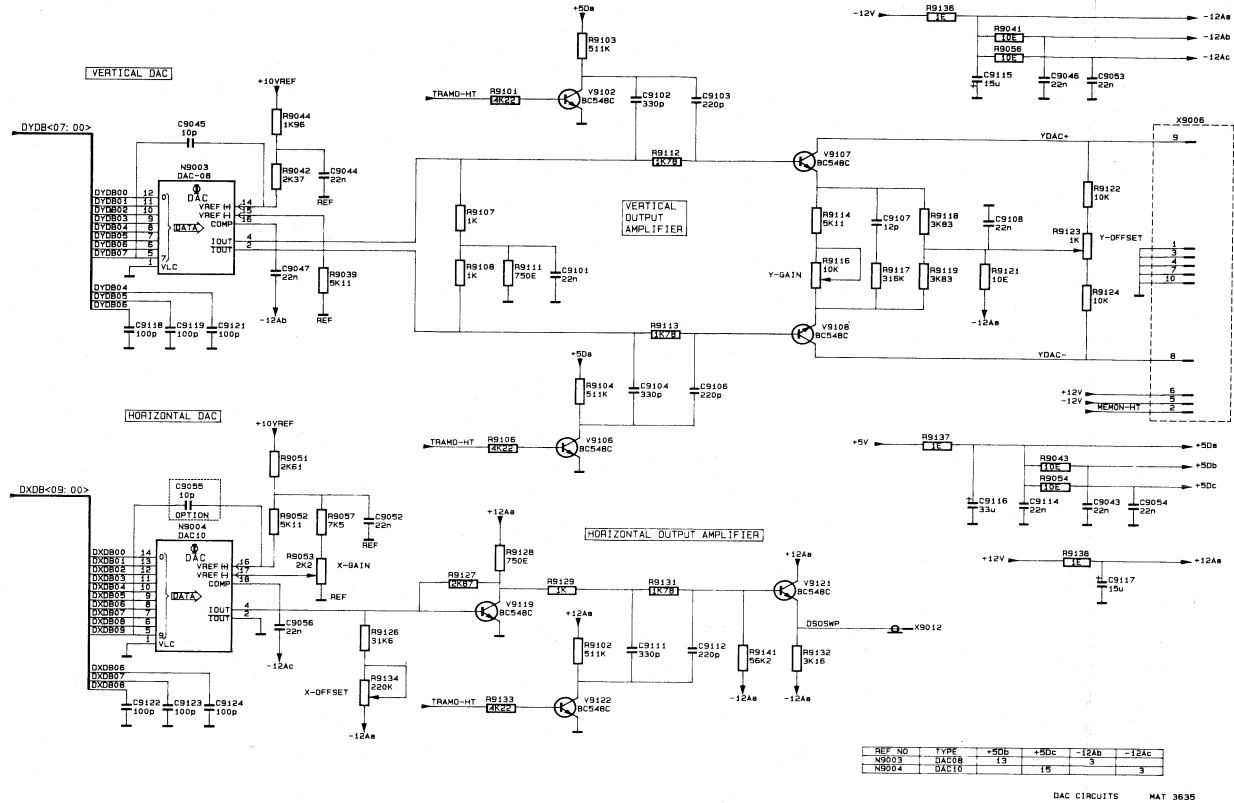 VERTICAL DAC
DYDB<07:00>
C9045
10p
N9003
DAC-08
DAC
DATA
DYDB00 12
DYDB01 11
DYDB02 10
DYDB03 9
DYDB04 8
DYDB05 7
DYDB06 6
DYDB07 5
0
7
1 VLC
VREF(+) 14
VREF(-) 15
COMP 16
IOUT 4
IOUT 2
DYDB04
DYDB05
DYDB06
C9118
100p
C9119
100p
C9121
100p
+10VREF
R9044
1K96
R9042
2K37
C9044
22n
REF
C9047
22n
-12Ab
R9039
5K11
REF
+5Da
R9103
511K
TRAMO-HT
R9101
4K22
V9102
BC548C
C9102
330p
C9103
220p
R9112
1K78
R9107
1K
R9108
1K
R9111
750E
C9101
22n
VERTICAL
OUTPUT
AMPLIFIER
R9113
1K78
+5Da
R9104
511K
C9104
330p
C9106
220p
TRAMO-HT
R9106
4K22
V9106
BC548C
V9107
BC548C
R9114
5K11
C9107
12p
R9118
3K83
C9108
22n
Y-GAIN
R9116
10K
R9117
316K
R9119
3K83
R9121
10E
-12Aa
V9108
BC548C
YDAC+
R9122
10K
R9123
1K
Y-OFFSET
R9124
10K
YDAC-
X9006
9
1
3
4
7
10
8
+12V 6
-12V 5
MEMON-HT 2
-12V
R9136
1E
-12Aa
R9041
10E
-12Ab
R9056
10E
-12Ac
C9115
15u
C9046
22n
C9053
22n
HORIZONTAL DAC
DXDB<09:00>
C9055
10p
OPTION
N9004
DAC10
DAC
DATA
DXDB00 14
DXDB01 13
DXDB02 12
DXDB03 11
DXDB04 10
DXDB05 9
DXDB06 8
DXDB07 7
DXDB08 6
DXDB09 5
0
9
1 VLC
VREF(+) 16
VREF(-) 17
COMP 18
IOUT 4
IOUT 2
DXDB06
DXDB07
DXDB08
C9122
100p
C9123
100p
C9124
100p
+10VREF
R9051
2K61
R9052
5K11
R9057
7K5
C9052
22n
REF
R9053
2K2
X-GAIN
REF
C9056
22n
-12Ac
R9126
31K6
R9134
220K
X-OFFSET
-12Aa
HORIZONTAL OUTPUT AMPLIFIER
+12Aa
R9128
750E
R9127
2K87
V9119
BC548C
R9129
1K
R9131
1K78
+12Aa
R9102
511K
C9111
330p
C9112
220p
TRAMO-HT
R9133
4K22
V9122
BC548C
R9141
56K2
-12Aa
+12Aa
V9121
BC548C
DSOSWP
X9012
R9132
3K16
-12Aa
+5V
R9137
1E
+5Da
R9043
10E
+5Db
R9054
10E
+5Dc
C9116
33u
C9114
22n
C9043
22n
C9054
22n
+12V
R9138
1E
+12Aa
C9117
15u
REF NO TYPE +5Db +5Dc -12Ab -12Ac
N9003 DAC08 13 3
N9004 DAC10 15 3
DAC CIRCUITS MAT 3635